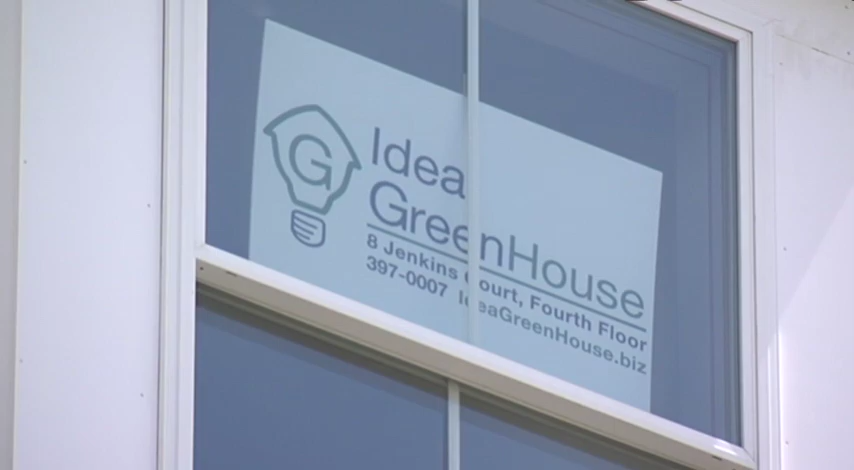 G
Idea
GreenHouse
8 Jenkins Court, Fourth Floor
397-0007 IdeaGreenHouse.biz